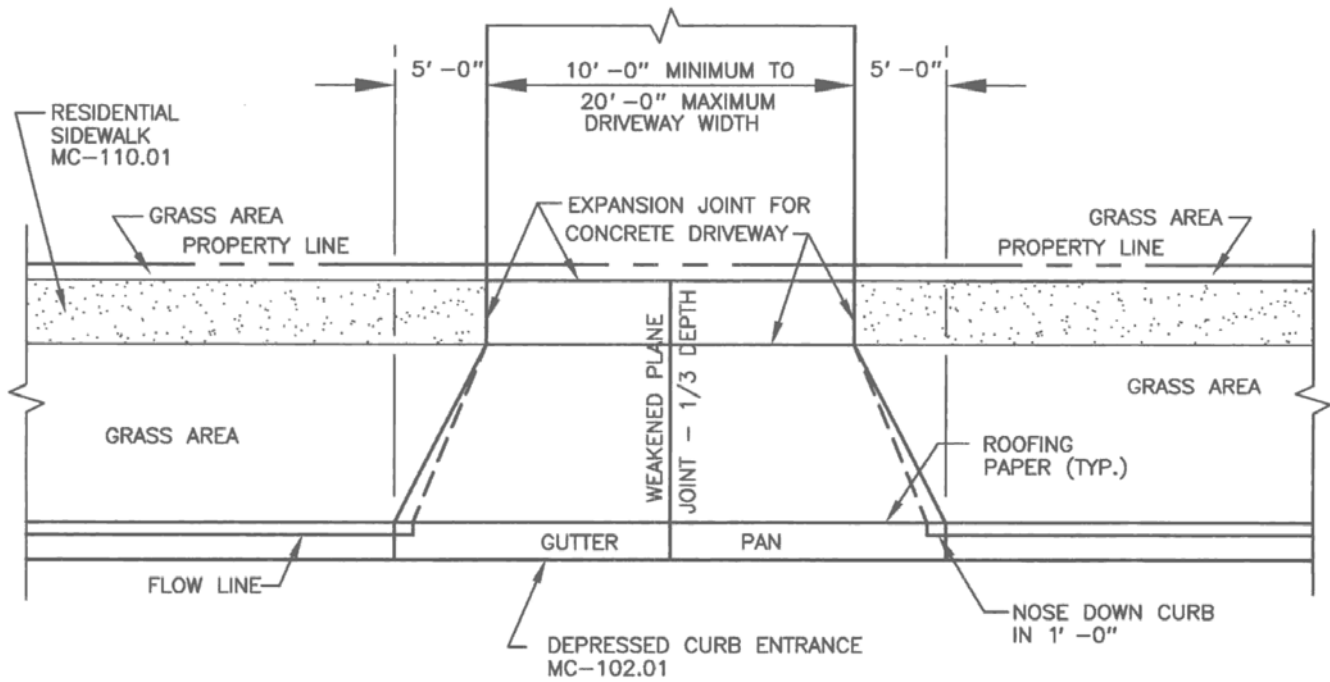 5'-0"
10'-0" MINIMUM TO
20'-0" MAXIMUM
DRIVEWAY WIDTH
5'-0"
RESIDENTIAL
SIDEWALK
MC-110.01
GRASS AREA
PROPERTY LINE
EXPANSION JOINT FOR
CONCRETE DRIVEWAY
GRASS AREA
PROPERTY LINE
WEAKENED PLANE
JOINT - 1/3 DEPTH
GRASS AREA
GRASS AREA
ROOFING
PAPER (TYP.)
GUTTER PAN
FLOW LINE
NOSE DOWN CURB
IN 1'-0"
DEPRESSED CURB ENTRANCE
MC-102.01